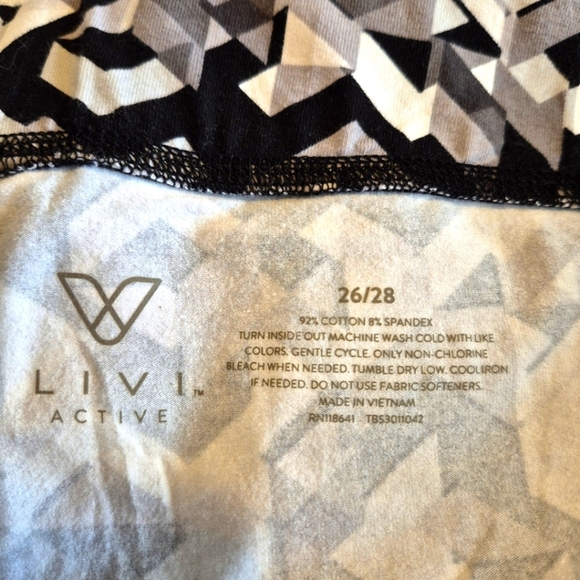 LIVI™
ACTIVE
26/28
92% COTTON 8% SPANDEX
TURN INSIDE OUT MACHINE WASH COLD WITH LIKE
COLORS. GENTLE CYCLE. ONLY NON-CHLORINE
BLEACH WHEN NEEDED. TUMBLE DRY LOW. COOL IRON
IF NEEDED. DO NOT USE FABRIC SOFTENERS.
MADE IN VIETNAM
RN118641 TBS3011042